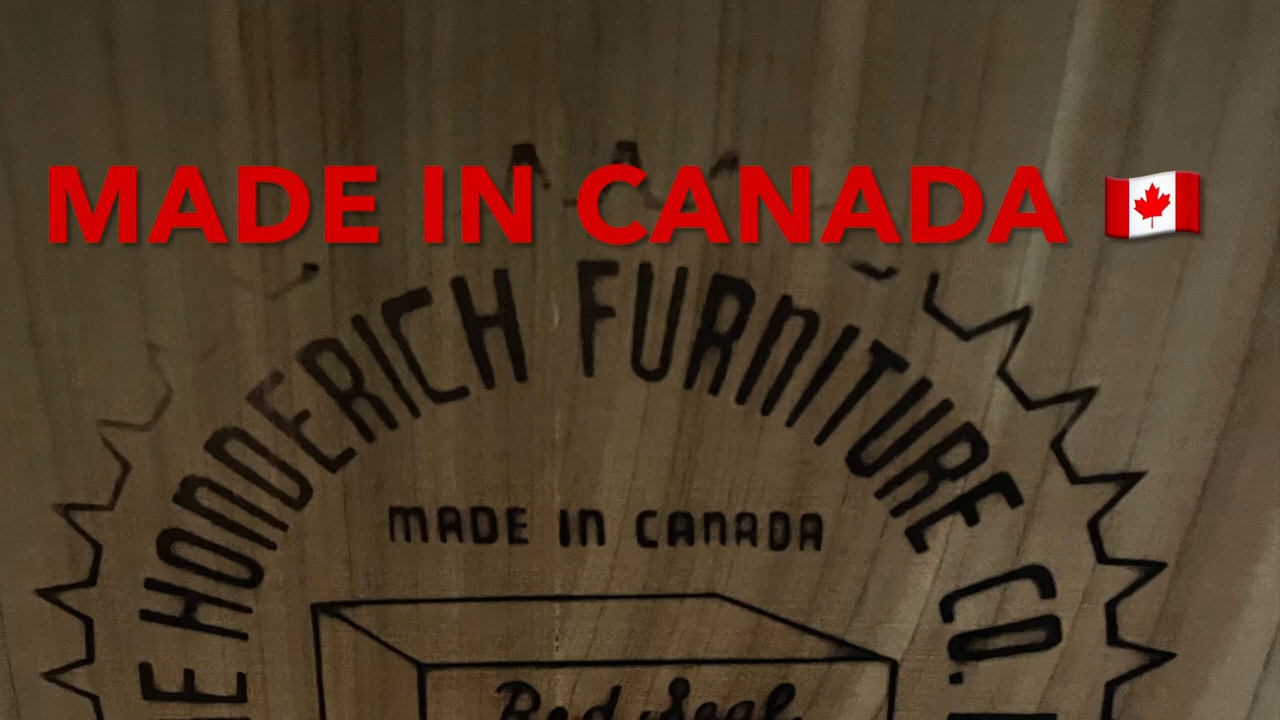 MADE IN CANADA 🇨🇦
HONDERICH FURNITURE CO.
MADE IN CANADA
Red Seal